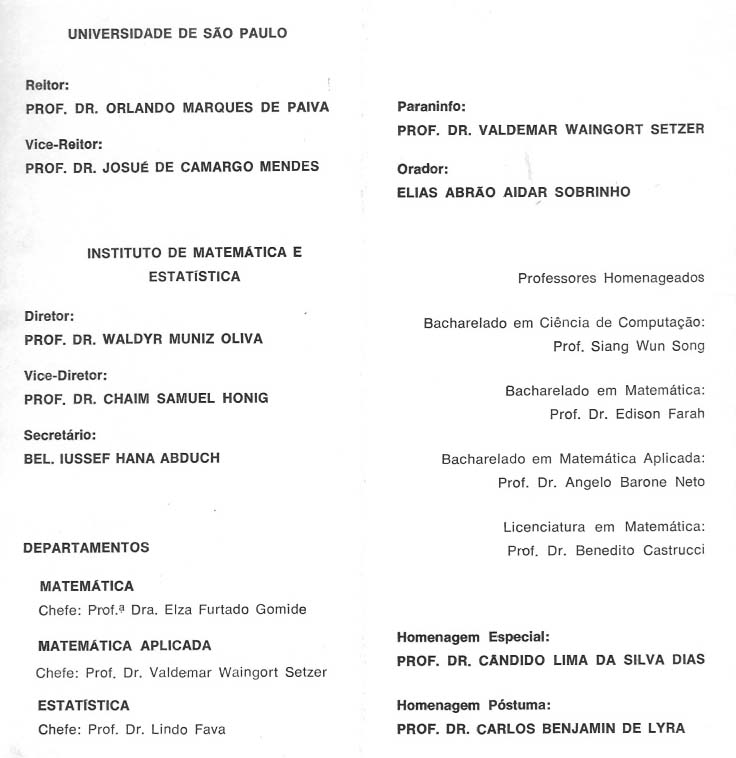 UNIVERSIDADE DE SÃO PAULO
Reitor:
PROF. DR. ORLANDO MARQUES DE PAIVA
Vice-Reitor:
PROF. DR. JOSUÉ DE CAMARGO MENDES
INSTITUTO DE MATEMÁTICA E
ESTATÍSTICA
Diretor:
PROF. DR. WALDYR MUNIZ OLIVA
Vice-Diretor:
PROF. DR. CHAIM SAMUEL HONIG
Secretário:
BEL. IUSSEF HANA ABDUCH
DEPARTAMENTOS
MATEMÁTICA
Chefe: Prof.ª Dra. Elza Furtado Gomide
MATEMÁTICA APLICADA
Chefe: Prof. Dr. Valdemar Waingort Setzer
ESTATÍSTICA
Chefe: Prof. Dr. Lindo Fava
Paraninfo:
PROF. DR. VALDEMAR WAINGORT SETZER
Orador:
ELIAS ABRÃO AIDAR SOBRINHO
Professores Homenageados
Bacharelado em Ciência de Computação:
Prof. Siang Wun Song
Bacharelado em Matemática:
Prof. Dr. Edison Farah
Bacharelado em Matemática Aplicada:
Prof. Dr. Angelo Barone Neto
Licenciatura em Matemática:
Prof. Dr. Benedito Castrucci
Homenagem Especial:
PROF. DR. CÂNDIDO LIMA DA SILVA DIAS
Homenagem Póstuma:
PROF. DR. CARLOS BENJAMIN DE LYRA